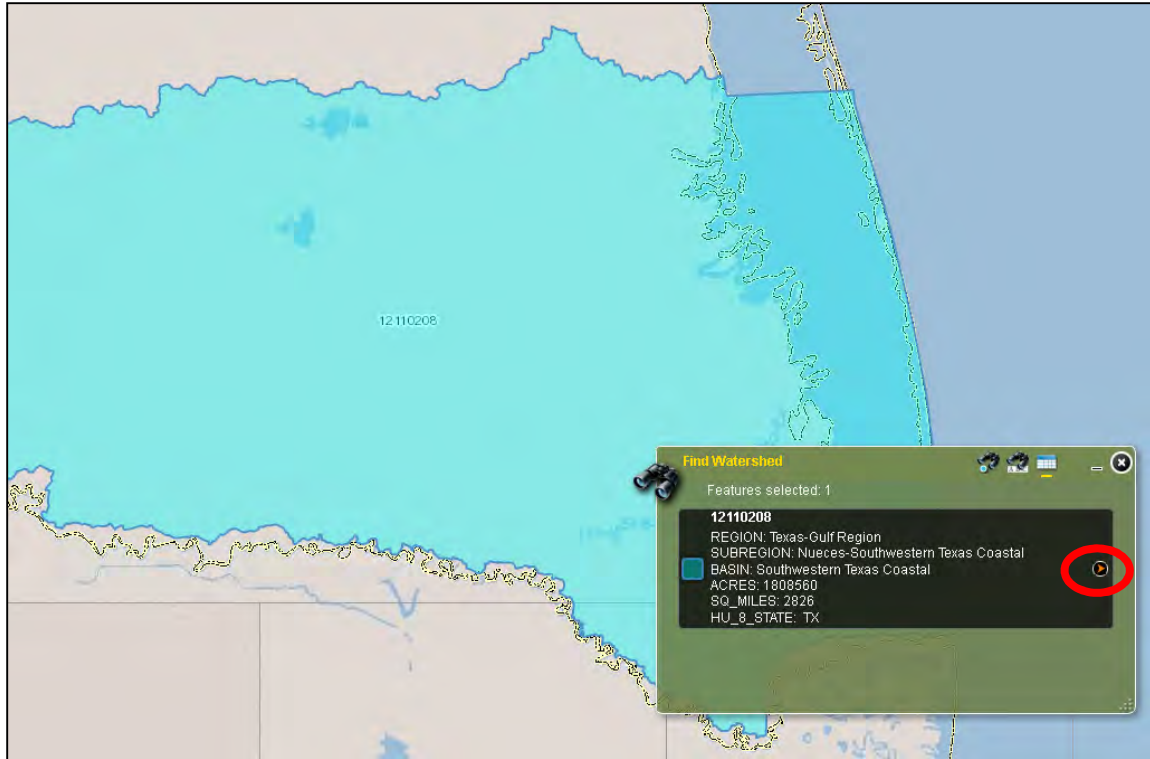 12110208
Find Watershed
Features selected: 1
12110208
REGION: Texas-Gulf Region
SUBREGION: Nueces-Southwestern Texas Coastal
BASIN: Southwestern Texas Coastal
ACRES: 1808560
SQ_MILES: 2826
HU_8_STATE: TX